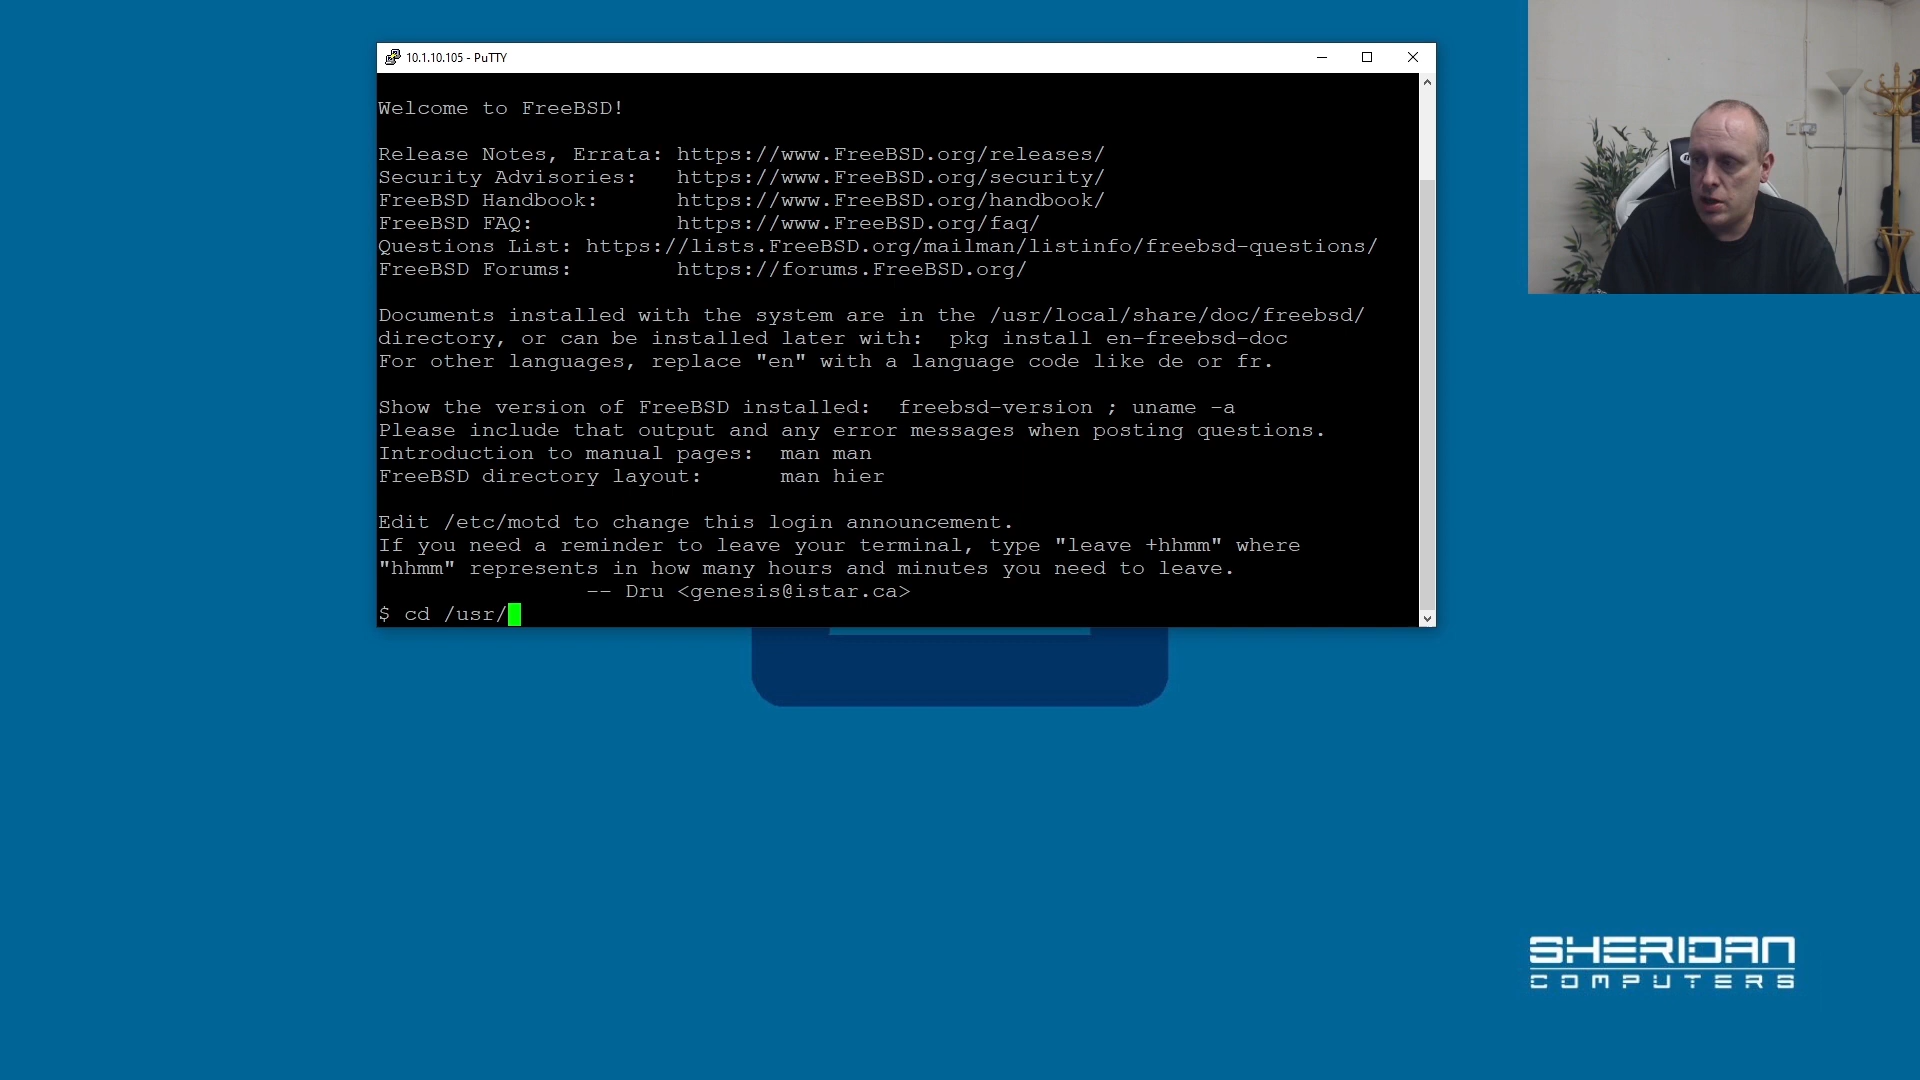 10.1.10.105 - PuTTY
Welcome to FreeBSD!
Release Notes, Errata: https://www.FreeBSD.org/releases/
Security Advisories:   https://www.FreeBSD.org/security/
FreeBSD Handbook:      https://www.FreeBSD.org/handbook/
FreeBSD FAQ:           https://www.FreeBSD.org/faq/
Questions List: https://lists.FreeBSD.org/mailman/listinfo/freebsd-questions/
FreeBSD Forums:        https://forums.FreeBSD.org/
Documents installed with the system are in the /usr/local/share/doc/freebsd/
directory, or can be installed later with:  pkg install en-freebsd-doc
For other languages, replace "en" with a language code like de or fr.
Show the version of FreeBSD installed:  freebsd-version ; uname -a
Please include that output and any error messages when posting questions.
Introduction to manual pages:  man man
FreeBSD directory layout:      man hier
Edit /etc/motd to change this login announcement.
If you need a reminder to leave your terminal, type "leave +hhmm" where
"hhmm" represents in how many hours and minutes you need to leave.
-- Dru <genesis@istar.ca>
$ cd /usr/
SHERIDAN
COMPUTERS